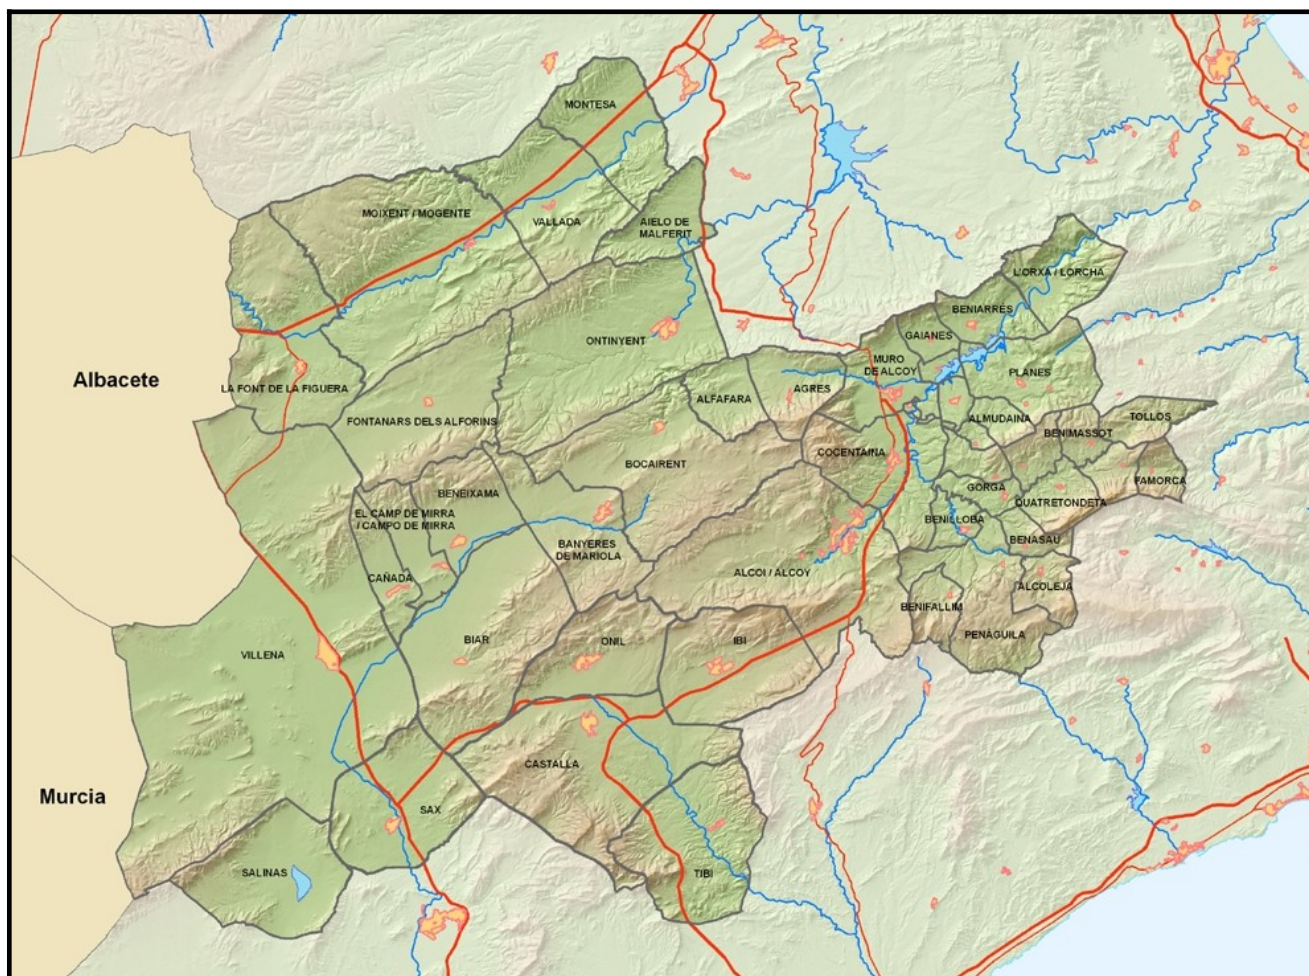 MONTESA
MOIXENT / MOGENTE
VALLADA
AIELO DE
MALFERIT
L'ORXA / LORCHA
BENIARRES
GAIANES
ONTINYENT
MURO
DE ALCOY
PLANES
Albacete
LA FONT DE LA FIGUERA
AGRES
ALFAFARA
FONTANARS DELS ALFORINS
ALMUDAINA
TOLLOS
BENIMASSOT
COCENTAINA
BOCAIRENT
FAMORCA
GORGA
BENEIXAMA
QUATRETONDETA
EL CAMP DE MIRRA
/ CAMPO DE MIRRA
BENILLOBA
BENASAU
BANYERES
DE MARIOLA
ALCOI / ALCOY
CAÑADA
ALCOLEJA
BENIFALLIM
PENÀGUILA
BIAR
ONIL
IBI
VILLENA
CASTALLA
Murcia
SAX
SALINAS
TIBI